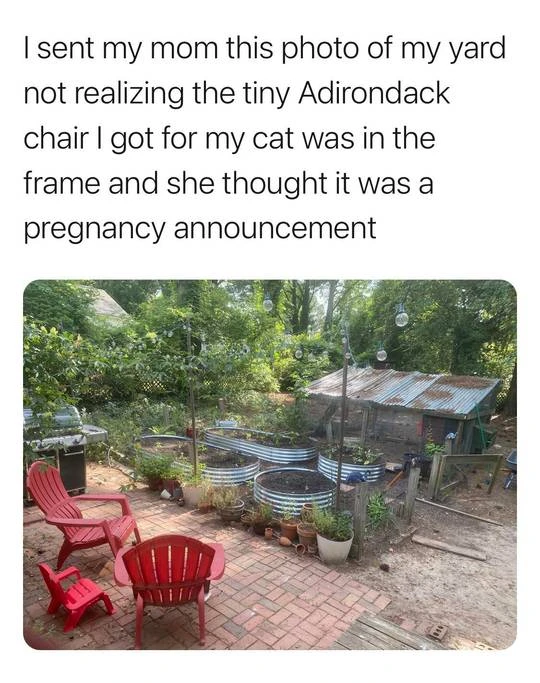 I sent my mom this photo of my yard
not realizing the tiny Adirondack
chair I got for my cat was in the
frame and she thought it was a
pregnancy announcement